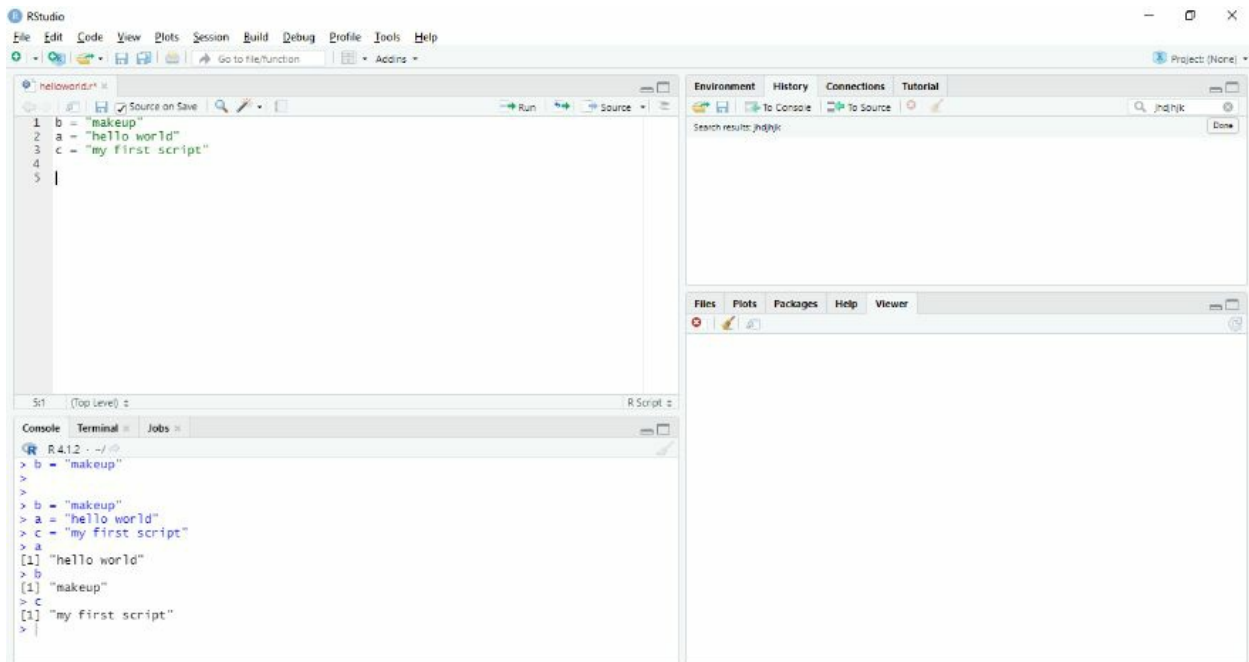 RStudio
File Edit Code View Plots Session Build Debug Profile Tools Help
Go to file/function Addins Project: (None)
helloworld.r*
Source on Save Run Source
1 b = "makeup"
2 a = "hello world"
3 c = "my first script"
4
5
5:1 (Top Level) R Script
Console Terminal Jobs
R 4.1.2 · ~/
> b = "makeup"
>
>
> b = "makeup"
> a = "hello world"
> c = "my first script"
> a
[1] "hello world"
> b
[1] "makeup"
> c
[1] "my first script"
>
Environment History Connections Tutorial
To Console To Source jhdjhjk
Search results: jhdjhjk Done
Files Plots Packages Help Viewer